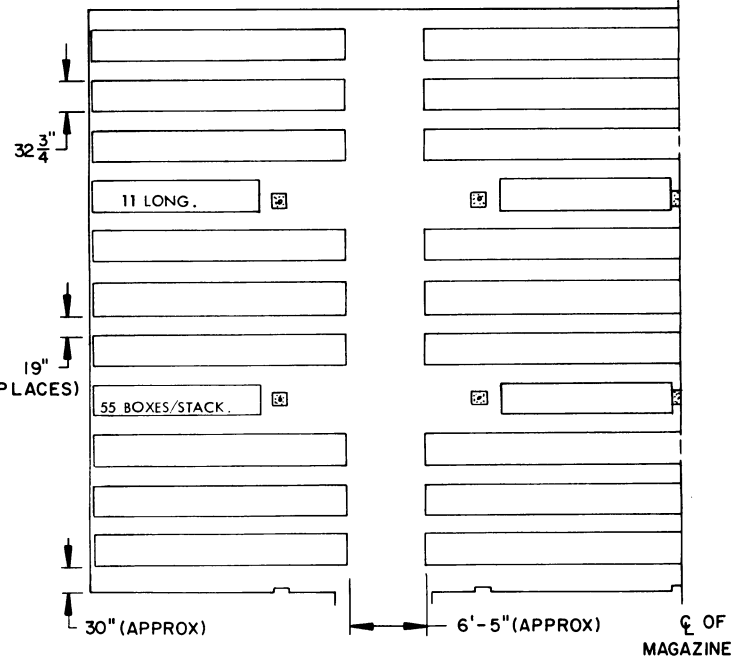 32 3/4"
11 LONG.
19"
PLACES)
55 BOXES/STACK.
30" (APPROX)
6'-5" (APPROX)
℄ OF
MAGAZINE